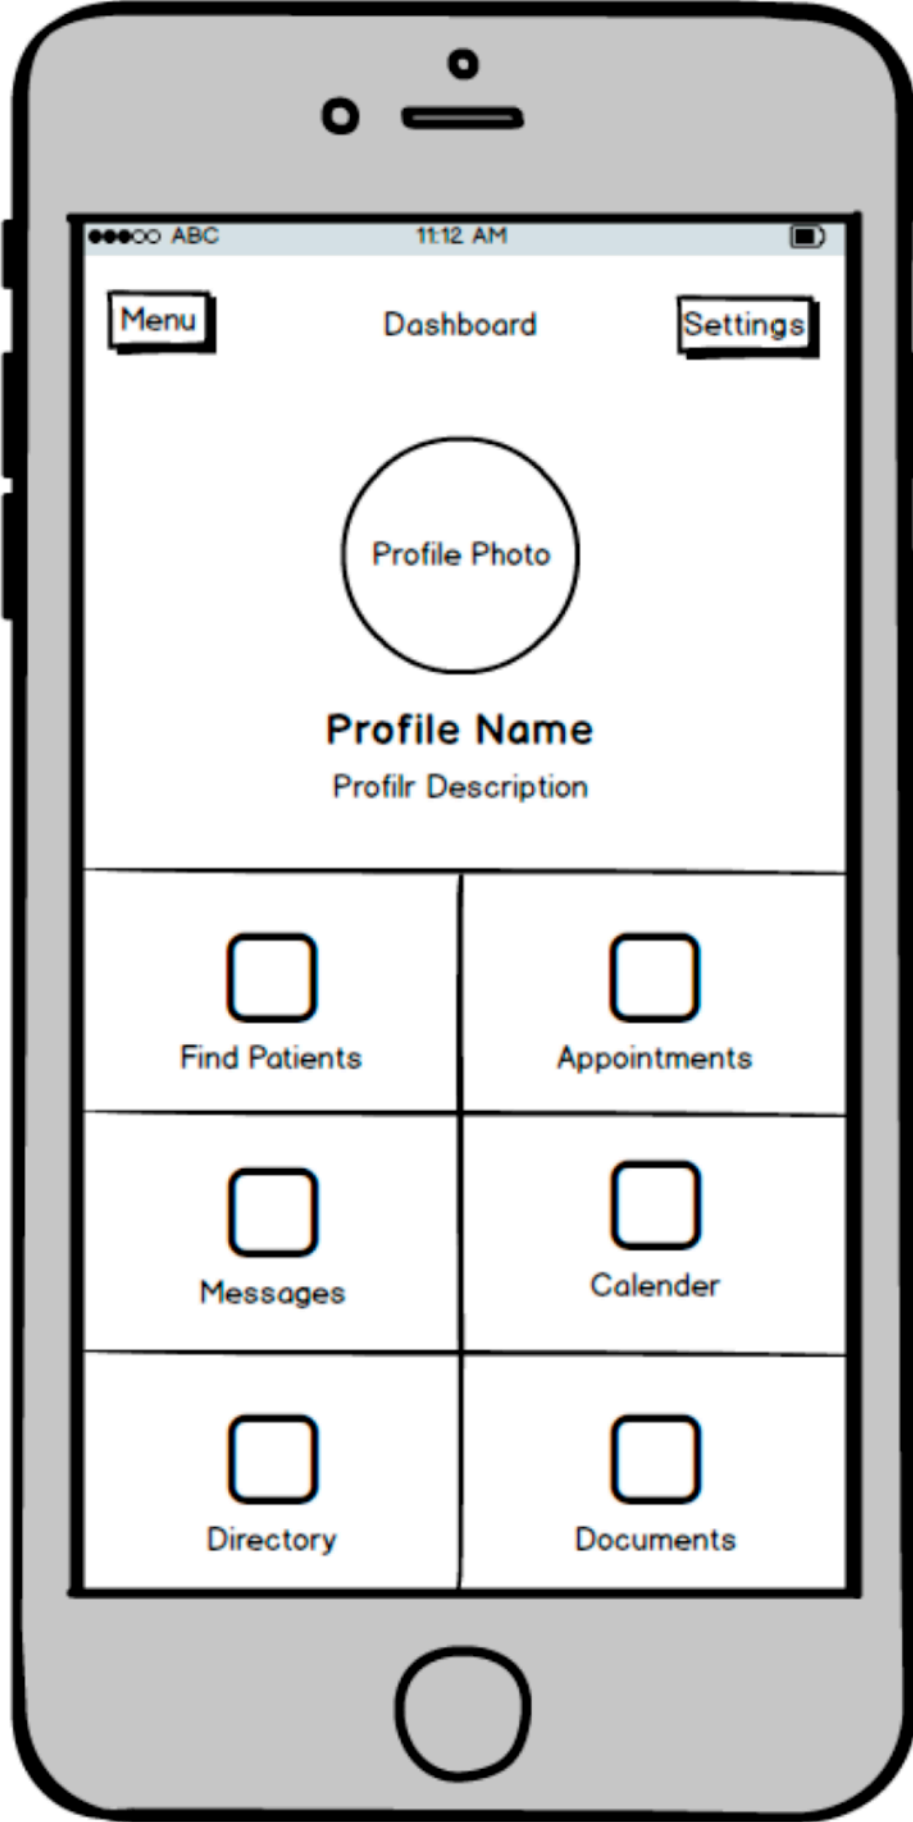 ABC 11:12 AM
Menu Dashboard Settings
Profile Photo
Profile Name
Profilr Description
Find Patients Appointments
Messages Calender
Directory Documents